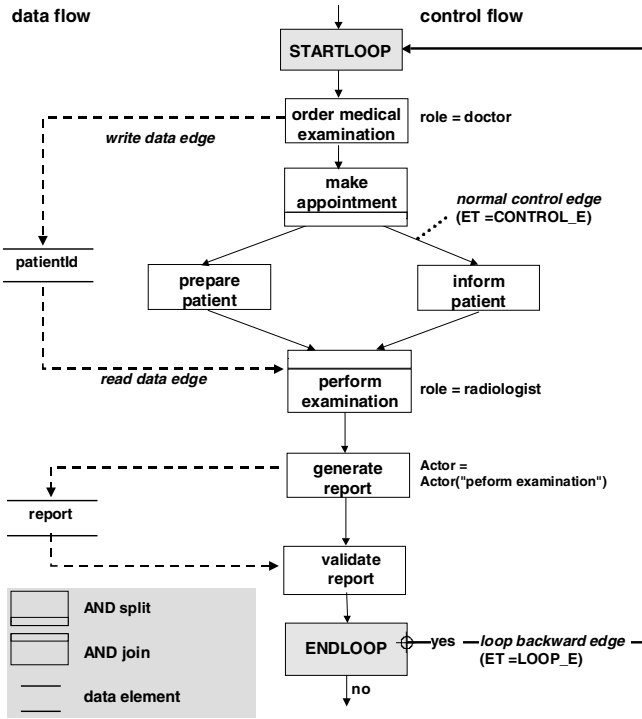 data flow
control flow
STARTLOOP
order medical
examination
role = doctor
write data edge
make
appointment
normal control edge
(ET =CONTROL_E)
patientId
prepare
patient
inform
patient
read data edge
perform
examination
role = radiologist
generate
report
Actor =
Actor("peform examination")
report
validate
report
AND split
AND join
data element
ENDLOOP
yes
loop backward edge
(ET =LOOP_E)
no